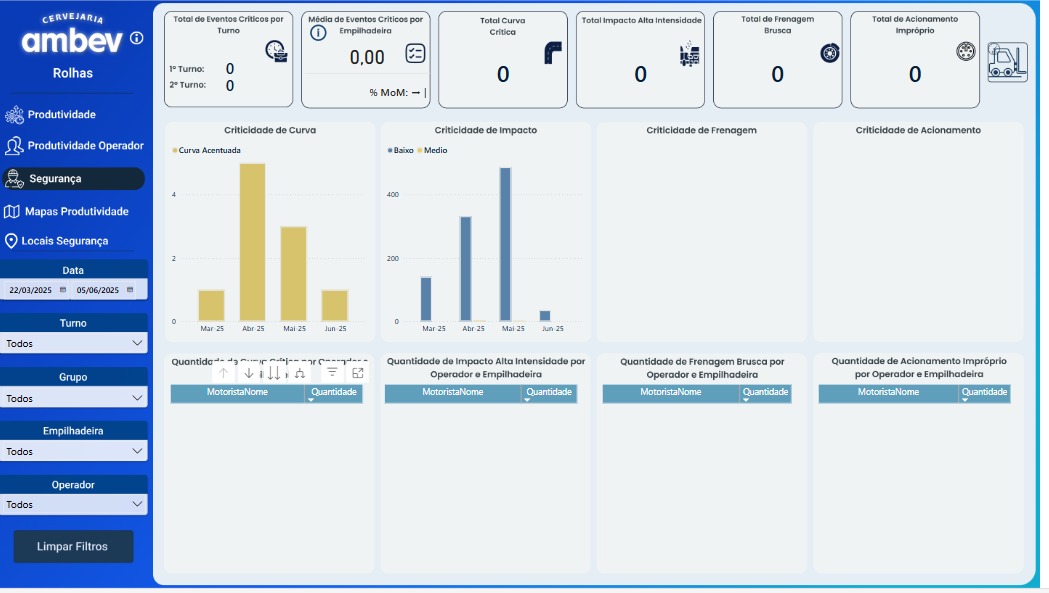 CERVEJARIA
ambev
Rolhas
Produtividade
Produtividade Operador
Segurança
Mapas Produtividade
Locais Segurança
Data
22/03/2025 05/06/2025
Turno
Todos
Grupo
Todos
Empilhadeira
Todos
Operador
Todos
Limpar Filtros
Total de Eventos Críticos por
Turno
1º Turno: 0
2º Turno: 0
Média de Eventos Criticos por
Empilhadeira
0,00
% MoM: → |
Total Curva
Crítica
0
Total Impacto Alta Intensidade
0
Total de Frenagem
Brusca
0
Total de Acionamento
Impróprio
0
Criticidade de Curva
Curva Acentuada
4
2
0
Mar-25 Abr-25 Mai-25 Jun-25
Criticidade de Impacto
Baixo Medio
400
200
0
Mar-25 Abr-25 Mai-25 Jun-25
Criticidade de Frenagem
Criticidade de Acionamento
Quantidade de Curva Crítica por Operador e
MotoristaNome Quantidade
Quantidade de Impacto Alta Intensidade por
Operador e Empilhadeira
MotoristaNome Quantidade
Quantidade de Frenagem Brusca por
Operador e Empilhadeira
MotoristaNome Quantidade
Quantidade de Acionamento Impróprio
por Operador e Empilhadeira
MotoristaNome Quantidade